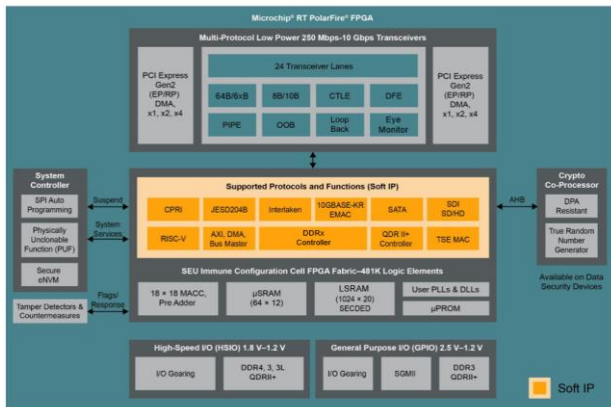 Microchip® RT PolarFire® FPGA
Multi-Protocol Low Power 250 Mbps-10 Gbps Transceivers
PCI Express
Gen2
(EP/RP)
DMA,
x1, x2, x4
24 Transceiver Lanes
64B/6xB
8B/10B
CTLE
DFE
PIPE
OOB
Loop
Back
Eye
Monitor
PCI Express
Gen2
(EP/RP)
DMA,
x1, x2, x4
System
Controller
SPI Auto
Programming
Physically
Unclonable
Function (PUF)
Secure
eNVM
Tamper Detectors &
Countermeasures
Suspend
System
Services
Flags/
Response
Supported Protocols and Functions (Soft IP)
CPRI
JESD204B
Interlaken
10GBASE-KR
EMAC
SATA
SDI
SD/HD
RISC-V
AXI, DMA,
Bus Master
DDRx
Controller
QDR II+
Controller
TSE MAC
AHB
Crypto
Co-Processor
DPA
Resistant
True Random
Number
Generator
Available on Data
Security Devices
SEU Immune Configuration Cell FPGA Fabric–481K Logic Elements
18 × 18 MACC,
Pre Adder
µSRAM
(64 × 12)
LSRAM
(1024 × 20)
SECDED
User PLLs & DLLs
µPROM
High-Speed I/O (HSIO) 1.8 V–1.2 V
I/O Gearing
DDR4, 3, 3L
QDRII+
General Purpose I/O (GPIO) 2.5 V–1.2 V
I/O Gearing
SGMII
DDR3
QDRII+
Soft IP